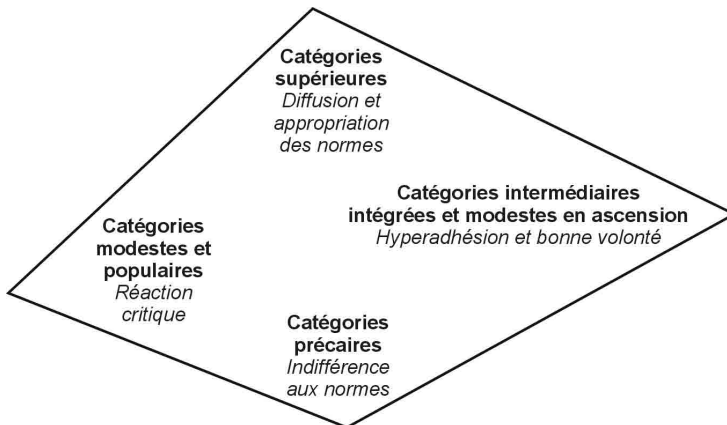 Catégories
supérieures
Diffusion et
appropriation
des normes
Catégories intermédiaires
intégrées et modestes en ascension
Hyperadhésion et bonne volonté
Catégories
modestes et
populaires
Réaction
critique
Catégories
précaires
Indifférence
aux normes